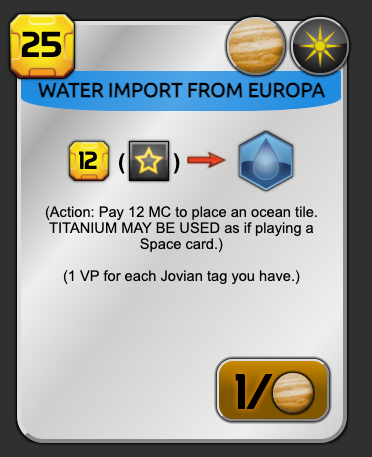 25
WATER IMPORT FROM EUROPA
12 ( )
(Action: Pay 12 MC to place an ocean tile.
TITANIUM MAY BE USED as if playing a
Space card.)
(1 VP for each Jovian tag you have.)
1/